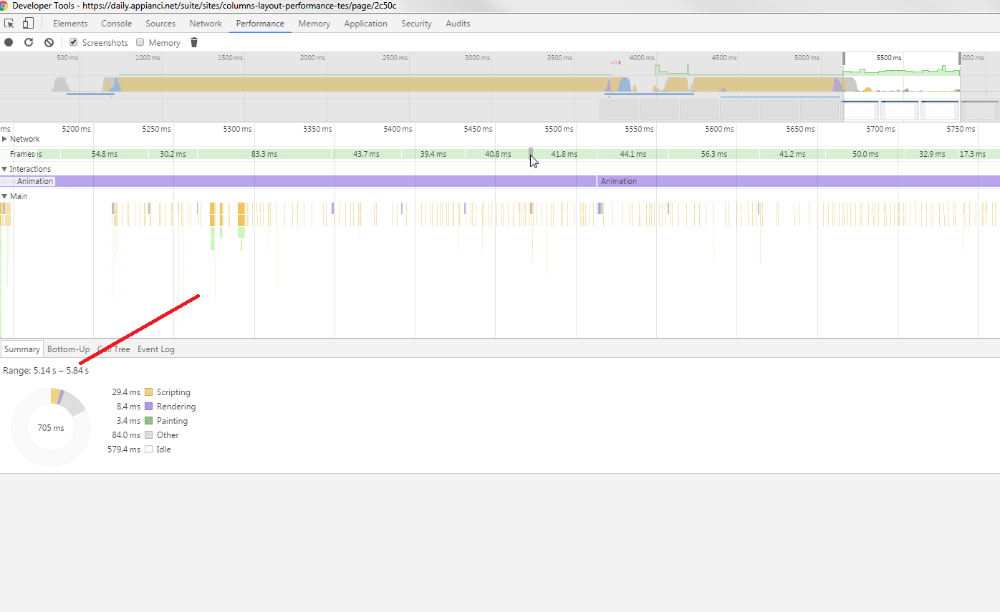 Developer Tools - https://daily.appianci.net/suite/sites/columns-layout-performance-tes/page/2c50c
Elements Console Sources Network Performance Memory Application Security Audits
Screenshots Memory
500 ms 1000 ms 1500 ms 2000 ms 2500 ms 3000 ms 3500 ms 4000 ms 4500 ms 5000 ms 5500 ms 000 ms
ms 5200 ms 5250 ms 5300 ms 5350 ms 5400 ms 5450 ms 5500 ms 5550 ms 5600 ms 5650 ms 5700 ms 5750 ms
Network
Frames 54.8 ms 30.2 ms 83.3 ms 43.7 ms 39.4 ms 40.8 ms 41.8 ms 44.1 ms 56.3 ms 41.2 ms 50.0 ms 32.9 ms 17.3 ms
Interactions
Animation Animation
Main
Summary Bottom-Up Call Tree Event Log
Range: 5.14 s – 5.84 s
29.4 ms Scripting
8.4 ms Rendering
3.4 ms Painting
705 ms
84.0 ms Other
579.4 ms Idle